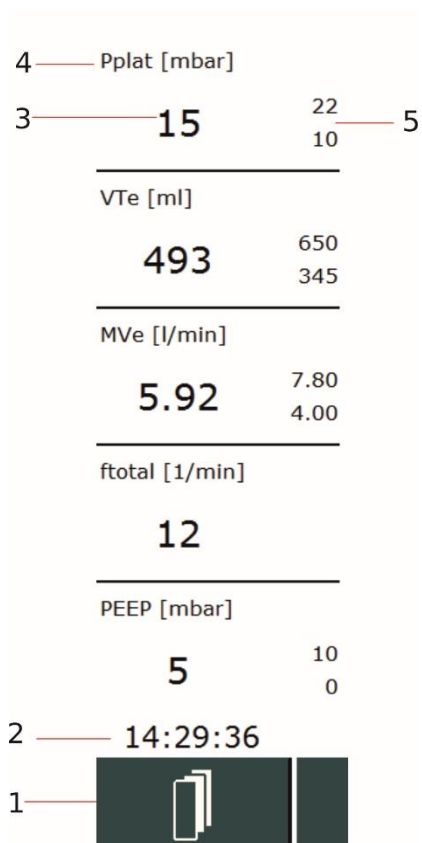 4 Pplat [mbar]
3 15 22 5
10
VTe [ml]
493 650
345
MVe [l/min]
5.92 7.80
4.00
ftotal [1/min]
12
PEEP [mbar]
5 10
0
2 14:29:36
1